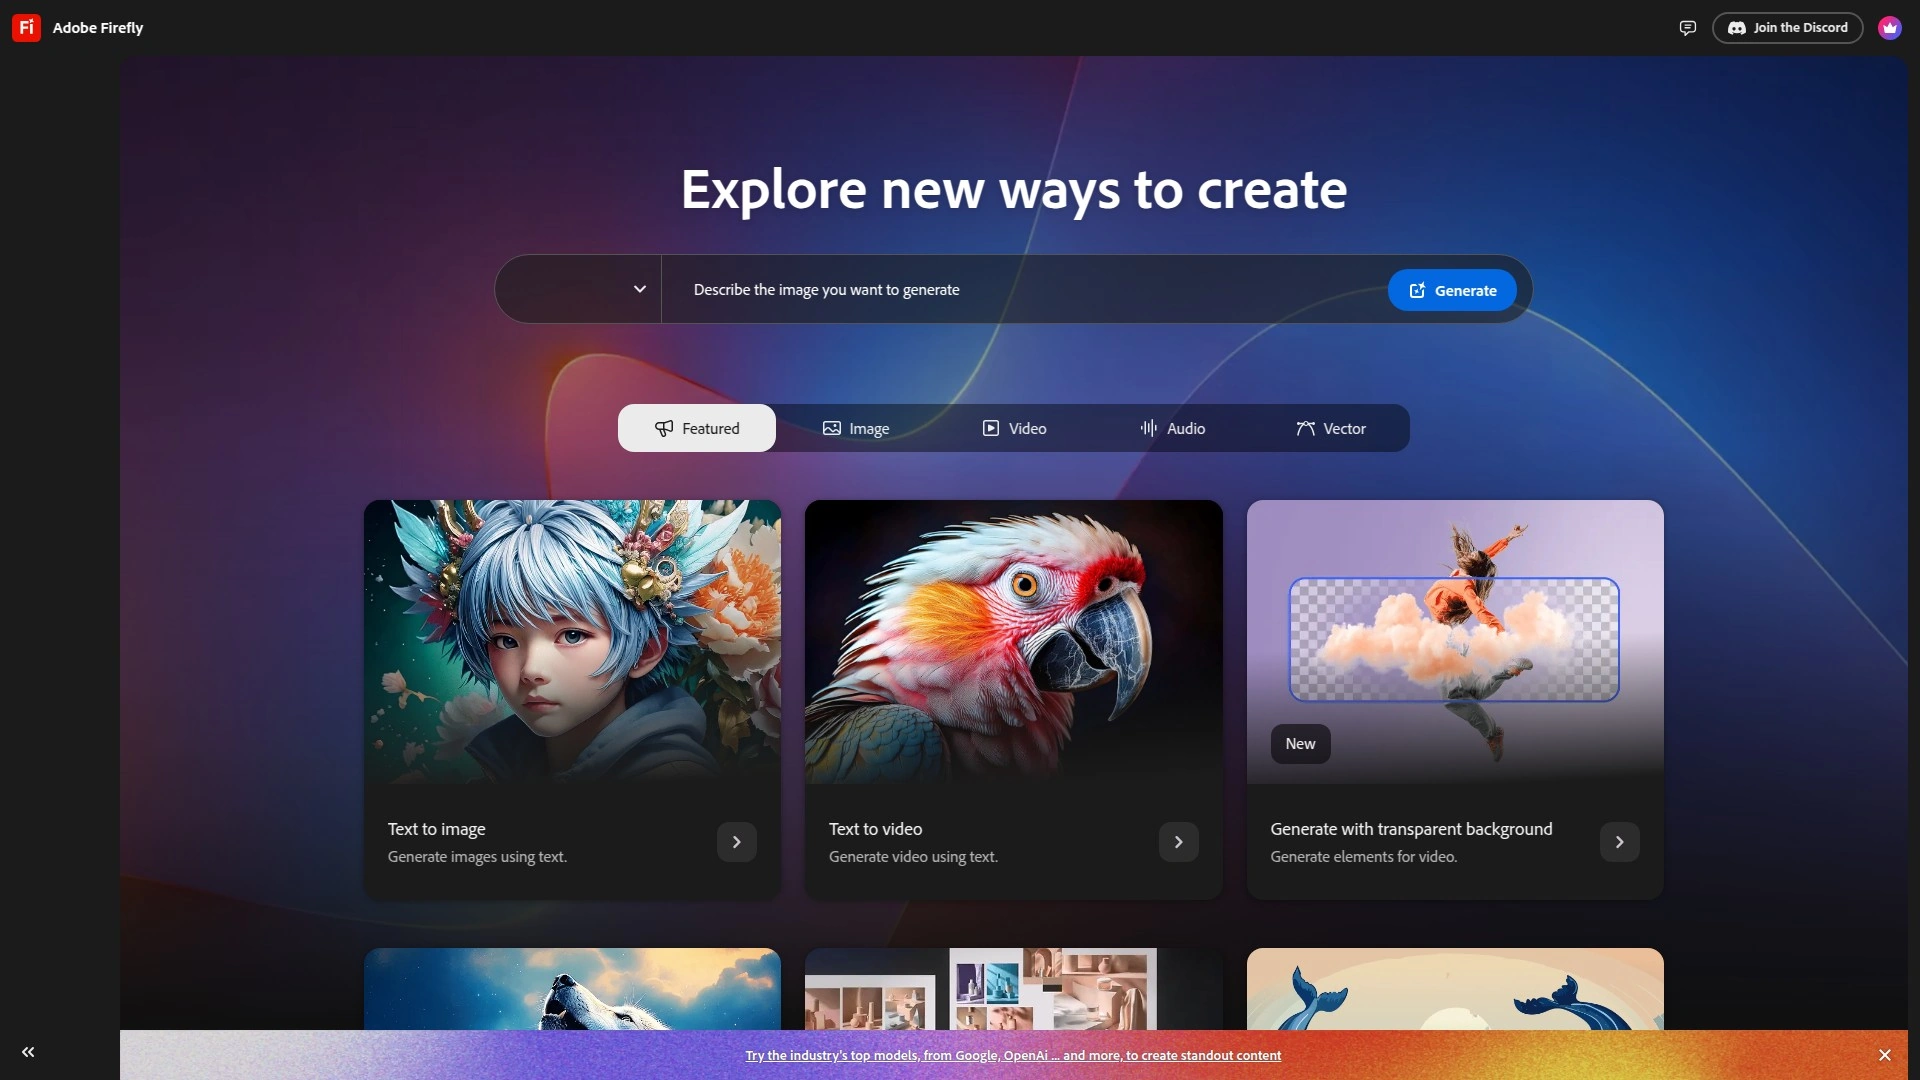 Fi
Adobe Firefly
Join the Discord
Explore new ways to create
Describe the image you want to generate
Generate
Featured
Image
Video
Audio
Vector
New
Text to image
Generate images using text.
Text to video
Generate video using text.
Generate with transparent background
Generate elements for video.
Try the industry's top models, from Google, OpenAi ... and more, to create standout content